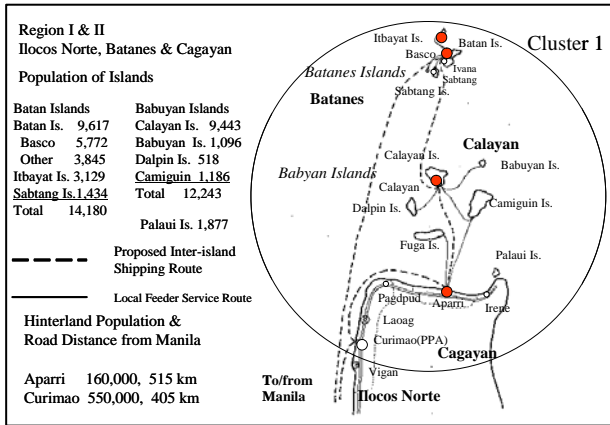 Region I & II
Ilocos Norte, Batanes & Cagayan
Population of Islands
Batan Islands
Batan Is. 9,617
Basco 5,772
Other 3,845
Itbayat Is. 3,129
Sabtang Is.1,434
Total 14,180
Babuyan Islands
Calayan Is. 9,443
Babuyan Is. 1,096
Dalpin Is. 518
Camiguin 1,186
Total 12,243
Palaui Is. 1,877
Proposed Inter-island
Shipping Route
Local Feeder Service Route
Hinterland Population &
Road Distance from Manila
Aparri 160,000, 515 km
Curimao 550,000, 405 km
Cluster 1
Itbayat Is.
Batan Is.
Basco
Ivana
Sabtang
Batanes Islands
Sabtang Is.
Batanes
Calayan
Calayan Is.
Babuyan Is.
Babyan Islands
Calayan
Dalpin Is.
Camiguin Is.
Fuga Is.
Palaui Is.
Pagdpud
Aparri
Irene
Laoag
Curimao(PPA)
Cagayan
Vigan
To/from
Manila
Ilocos Norte